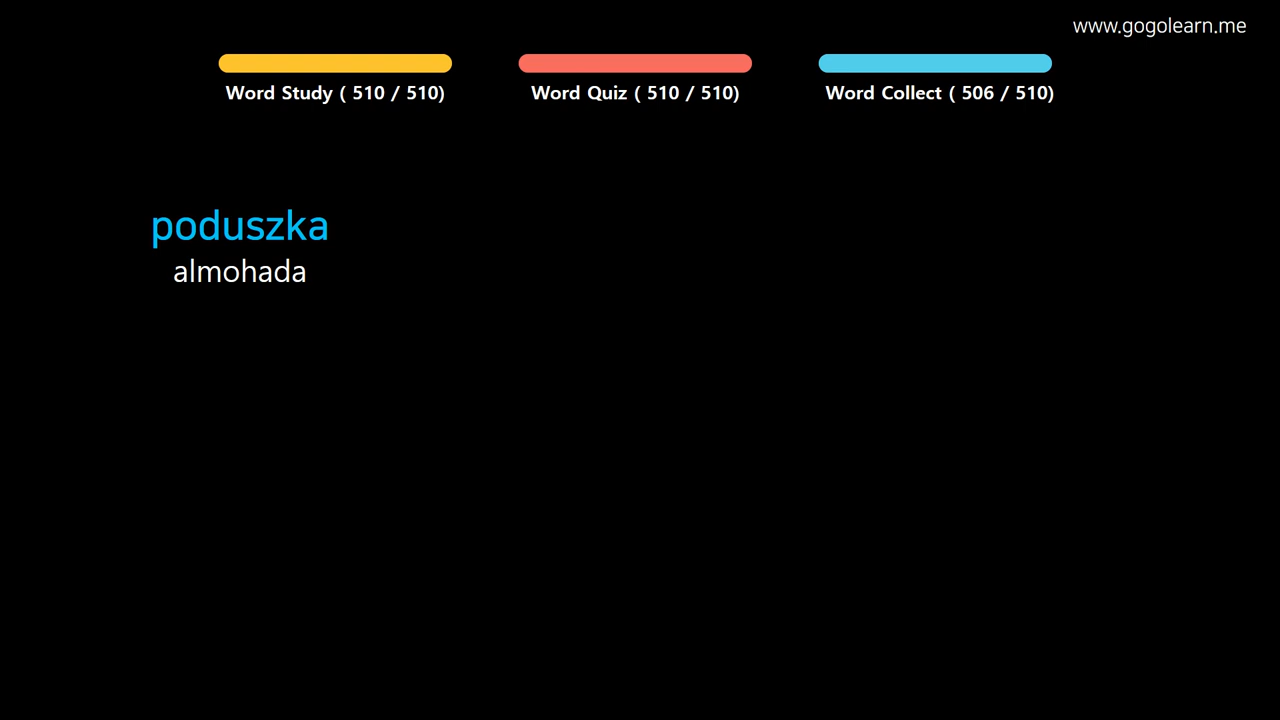 www.gogolearn.me
Word Study ( 510 / 510)
Word Quiz ( 510 / 510)
Word Collect ( 506 / 510)
poduszka
almohada